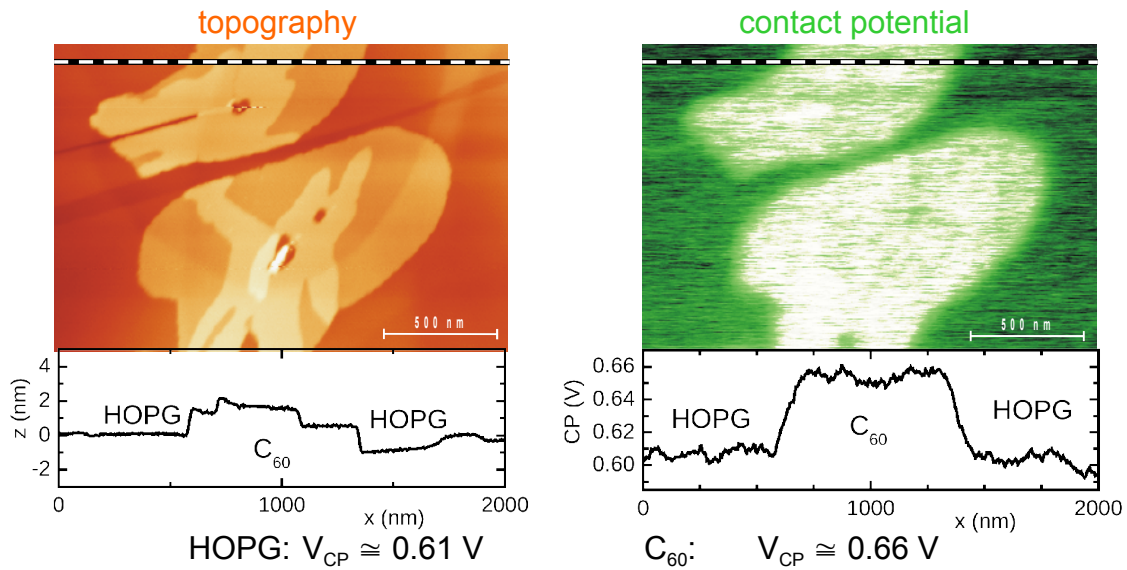 topography
contact potential
500 nm
500 nm
4
2
0
-2
z (nm)
HOPG
C60
HOPG
0
1000
2000
x (nm)
0.66
0.64
0.62
0.60
CP (V)
HOPG
C60
HOPG
0
500
1000
1500
2000
x (nm)
HOPG: VCP ≅ 0.61 V
C60: VCP ≅ 0.66 V